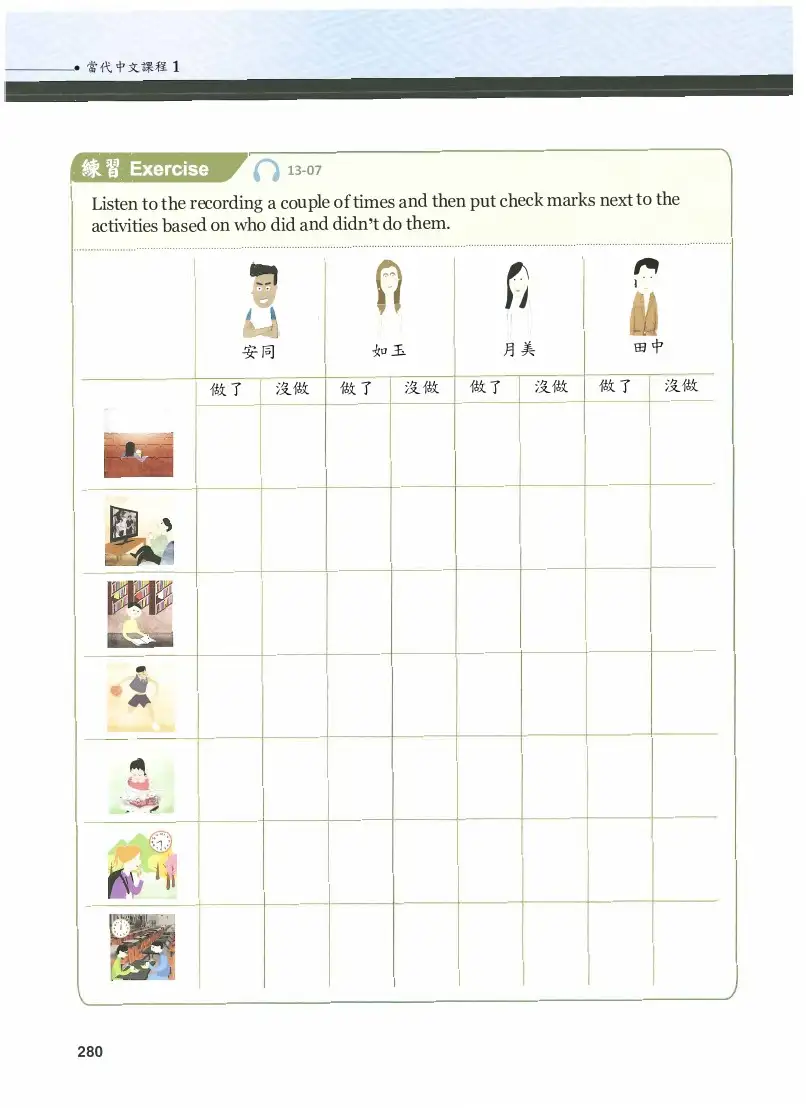 • 當代中文課程 1
練習 Exercise 13-07
Listen to the recording a couple of times and then put check marks next to the
activities based on who did and didn't do them.
安同 如玉 月美 田中
做了 沒做 做了 沒做 做了 沒做 做了 沒做
280